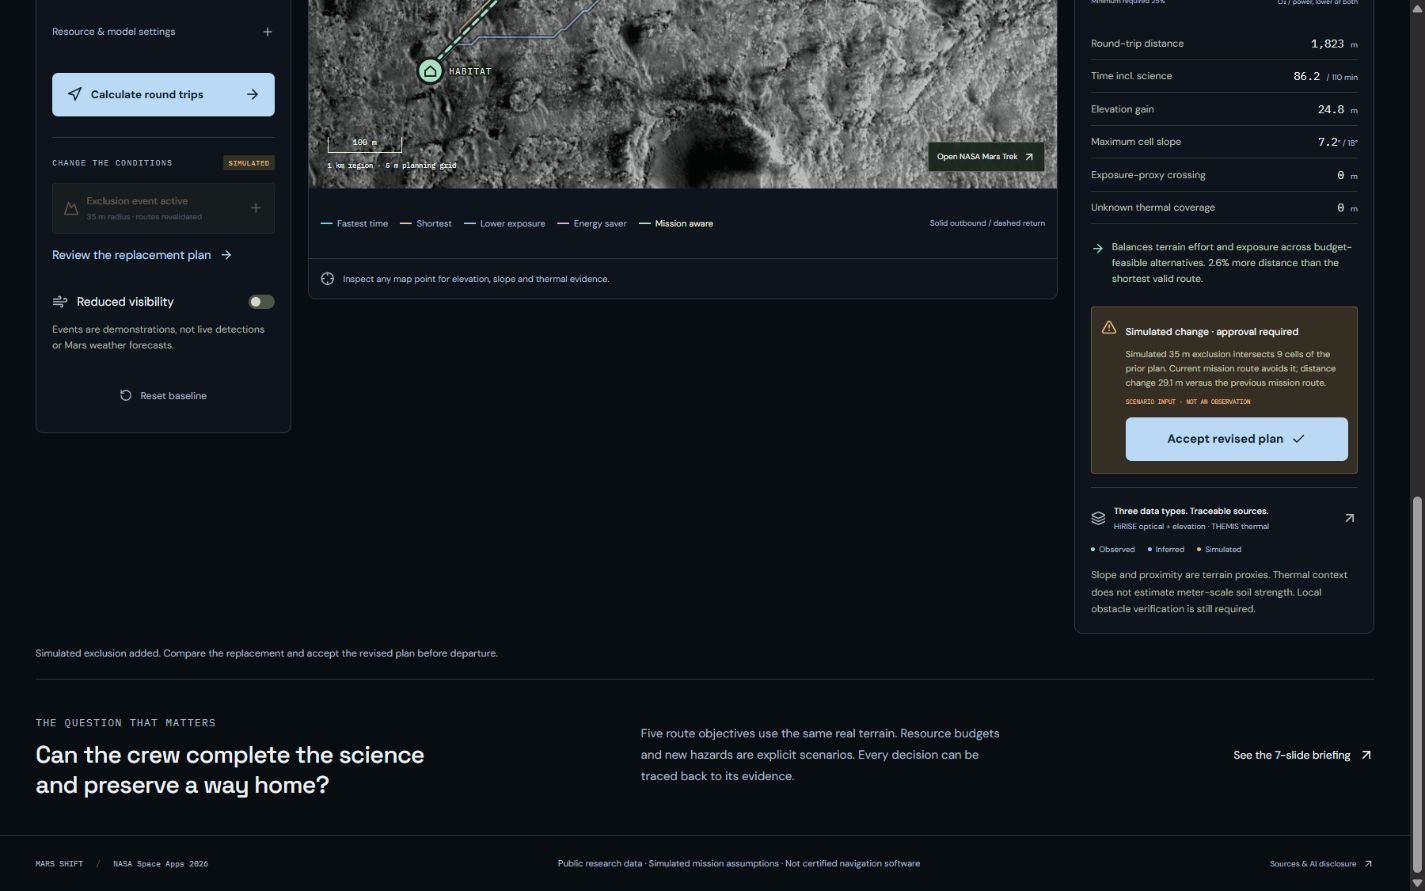 Resource & model settings
Calculate round trips
CHANGE THE CONDITIONS
SIMULATED
Exclusion event active
35 m radius · routes revalidated
Review the replacement plan
Reduced visibility
Events are demonstrations, not live detections
or Mars weather forecasts.
Reset baseline
HABITAT
100 m
1 km region · 5 m planning grid
Open NASA Mars Trek
Fastest time
Shortest
Lower exposure
Energy saver
Mission aware
Solid outbound / dashed return
Inspect any map point for elevation, slope and thermal evidence.
Minimum required 25%
O₂ / power, lower of both
Round-trip distance
1,823 m
Time incl. science
86.2 / 110 min
Elevation gain
24.8 m
Maximum cell slope
7.2° / 18°
Exposure-proxy crossing
0 m
Unknown thermal coverage
0 m
Balances terrain effort and exposure across budget-
feasible alternatives. 2.6% more distance than the
shortest valid route.
Simulated change · approval required
Simulated 35 m exclusion intersects 9 cells of the
prior plan. Current mission route avoids it; distance
change 29.1 m versus the previous mission route.
SCENARIO INPUT · NOT AN OBSERVATION
Accept revised plan
Three data types. Traceable sources.
HiRISE optical + elevation · THEMIS thermal
Observed
Inferred
Simulated
Slope and proximity are terrain proxies. Thermal context
does not estimate meter-scale soil strength. Local
obstacle verification is still required.
Simulated exclusion added. Compare the replacement and accept the revised plan before departure.
THE QUESTION THAT MATTERS
Can the crew complete the science
and preserve a way home?
Five route objectives use the same real terrain. Resource budgets
and new hazards are explicit scenarios. Every decision can be
traced back to its evidence.
See the 7-slide briefing
MARS SHIFT / NASA Space Apps 2026
Public research data · Simulated mission assumptions · Not certified navigation software
Sources & AI disclosure